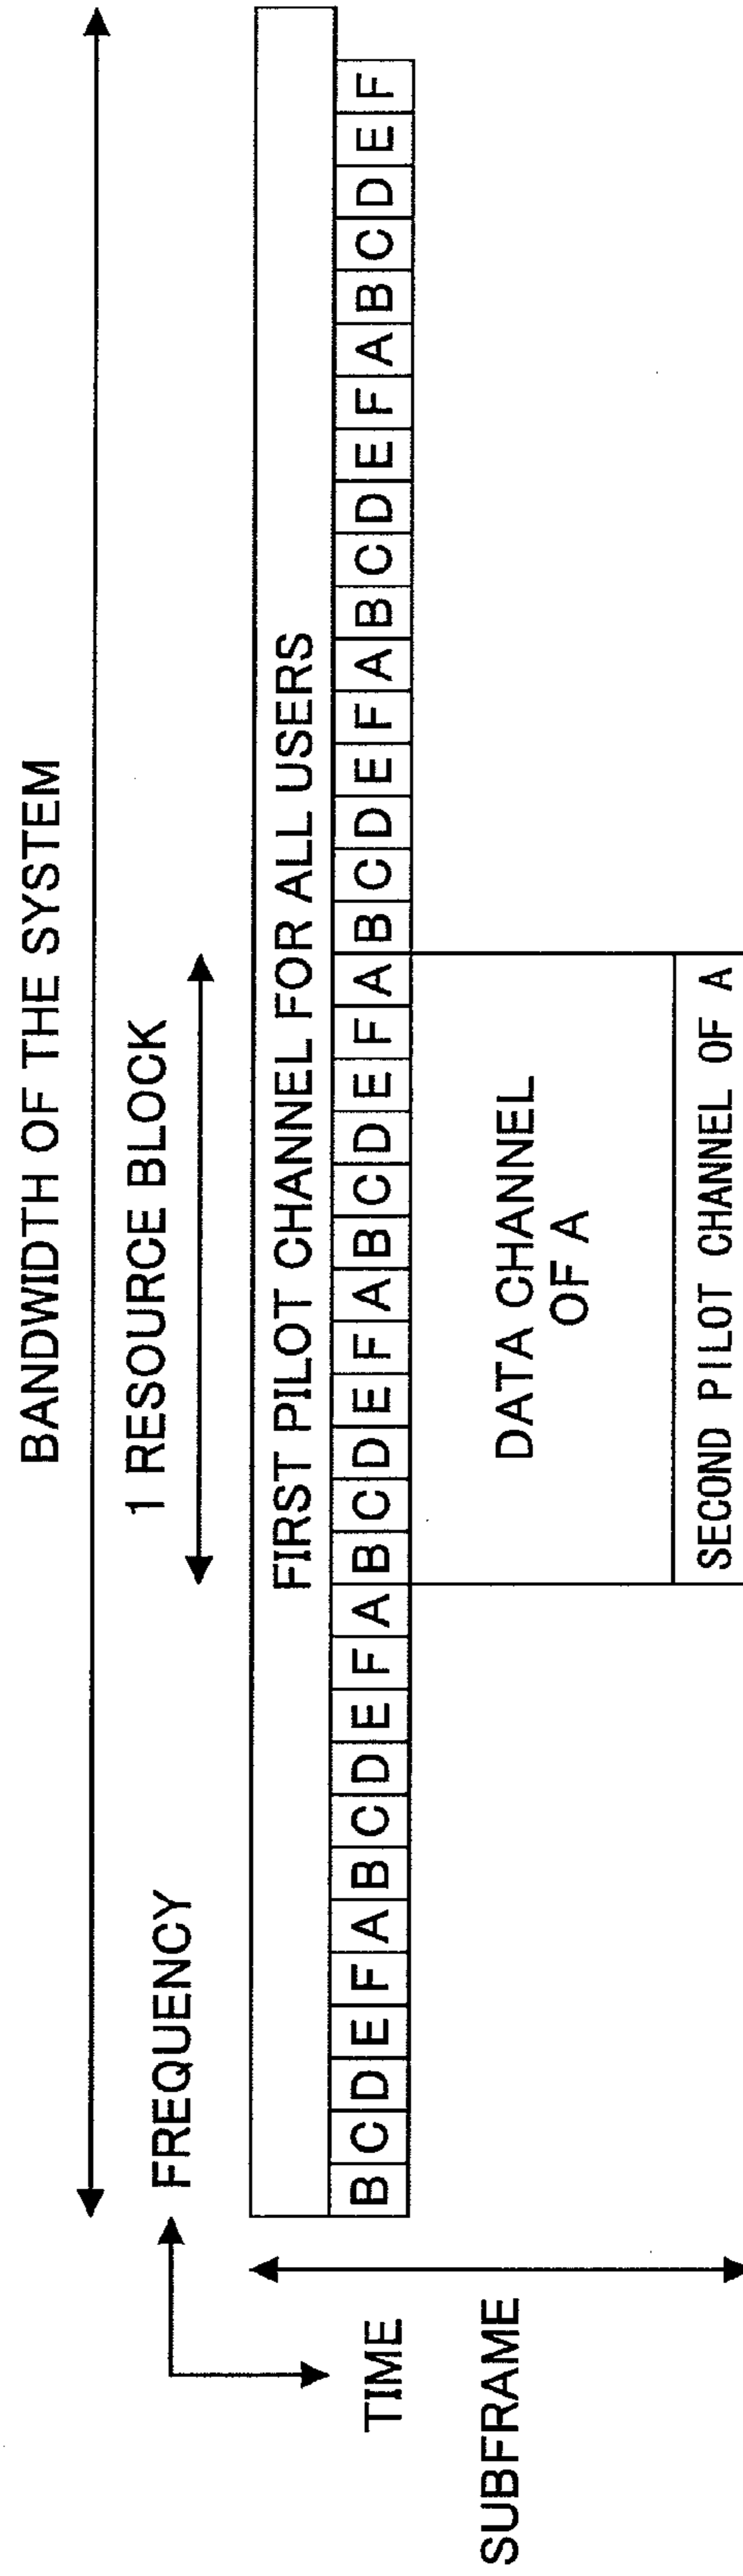 BANDWIDTH OF THE SYSTEM
1 RESOURCE BLOCK
FREQUENCY
FIRST PILOT CHANNEL FOR ALL USERS
B C D E F A B C D E F A B C D E F A B C D E F A B C D E F A B C D E F A B C D E F
TIME
SUBFRAME
DATA CHANNEL
OF A
SECOND PILOT CHANNEL OF A